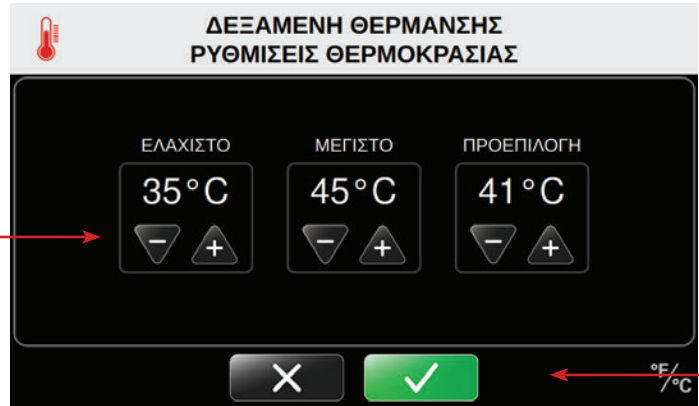 ΔΕΞΑΜΕΝΗ ΘΕΡΜΑΝΣΗΣ
ΡΥΘΜΙΣΕΙΣ ΘΕΡΜΟΚΡΑΣΙΑΣ
ΕΛΑΧΙΣΤΟ ΜΕΓΙΣΤΟ ΠΡΟΕΠΙΛΟΓΗ
35°C 45°C 41°C
- + - + - +
°F/°C